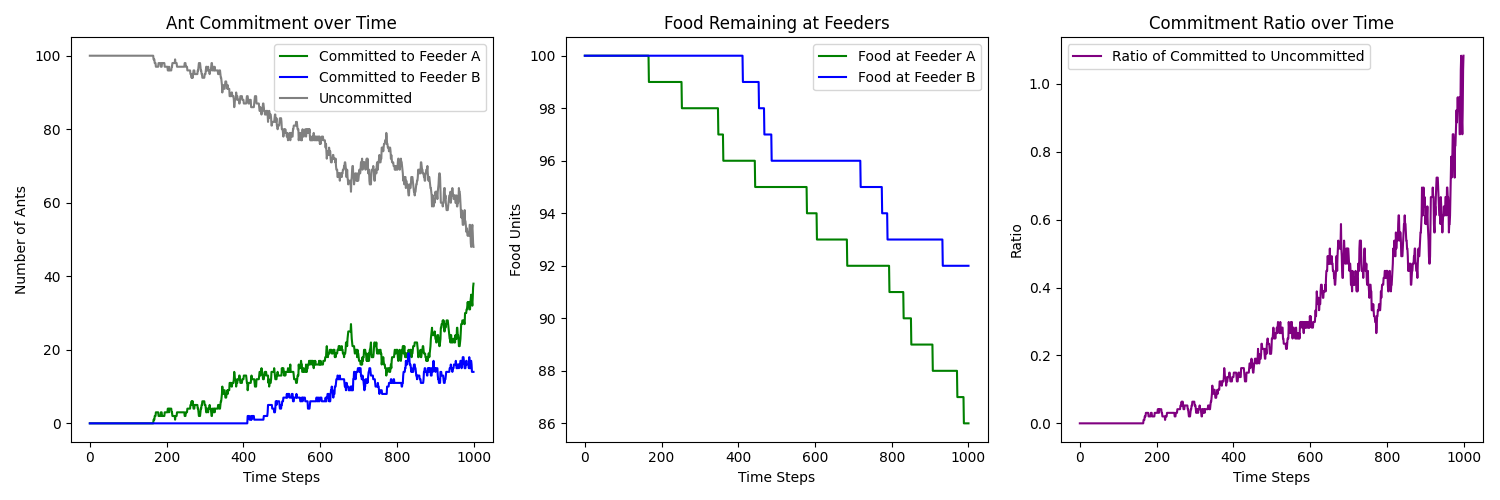 Ant Commitment over Time
Number of Ants
100
80
60
40
20
0
Committed to Feeder A
Committed to Feeder B
Uncommitted
0 200 400 600 800 1000
Time Steps
Food Remaining at Feeders
Food Units
100
98
96
94
92
90
88
86
Food at Feeder A
Food at Feeder B
0 200 400 600 800 1000
Time Steps
Commitment Ratio over Time
Ratio
1.0
0.8
0.6
0.4
0.2
0.0
Ratio of Committed to Uncommitted
0 200 400 600 800 1000
Time Steps